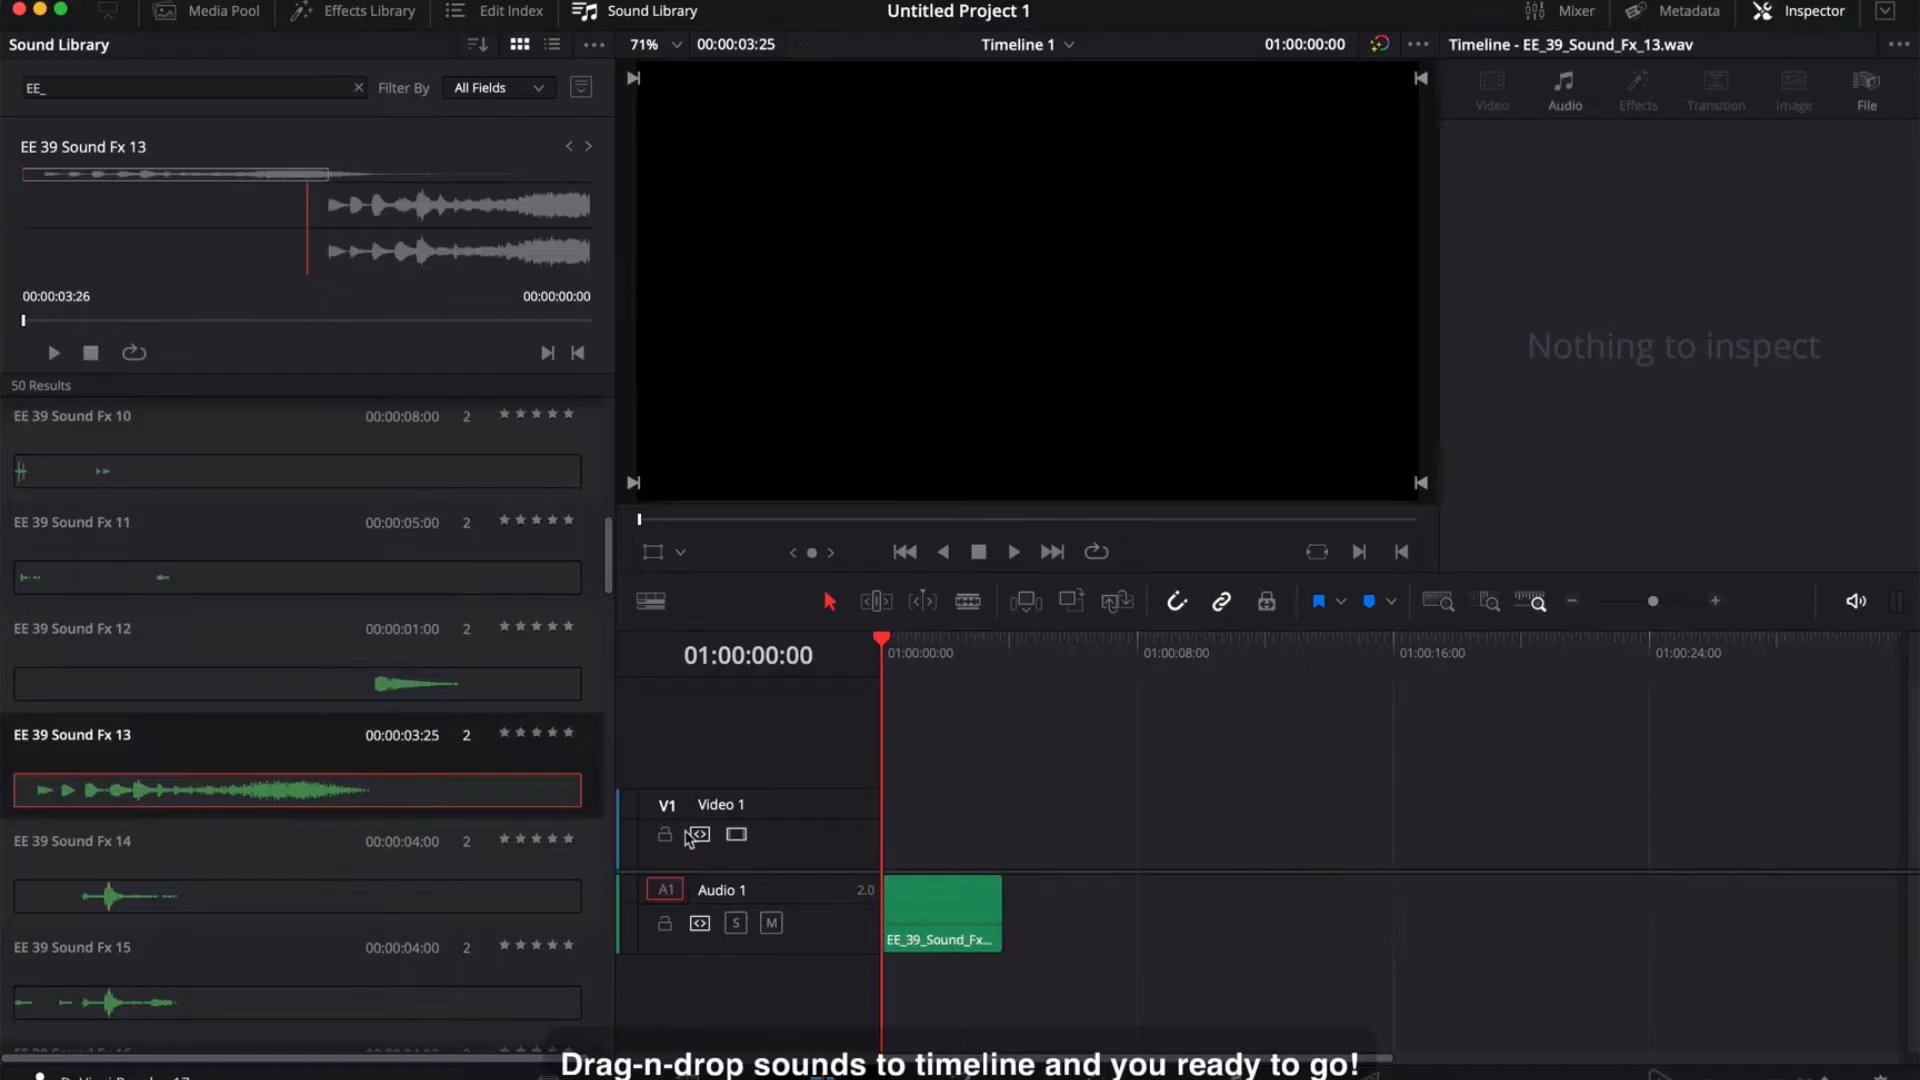 Media Pool
Effects Library
Edit Index
Sound Library
Untitled Project 1
Mixer
Metadata
Inspector
Sound Library
71%
00:00:03:25
Timeline 1
01:00:00:00
Timeline - EE_39_Sound_Fx_13.wav
EE_
Filter By
All Fields
Video
Audio
Effects
Transition
Image
File
EE 39 Sound Fx 13
00:00:03:26
00:00:00:00
Nothing to inspect
50 Results
EE 39 Sound Fx 10
00:00:08:00
2
EE 39 Sound Fx 11
00:00:05:00
2
EE 39 Sound Fx 12
00:00:01:00
2
EE 39 Sound Fx 13
00:00:03:25
2
EE 39 Sound Fx 14
00:00:04:00
2
EE 39 Sound Fx 15
00:00:04:00
2
01:00:00:00
01:00:00:00
01:00:08:00
01:00:16:00
01:00:24:00
V1
Video 1
A1
Audio 1
2.0
S
M
EE_39_Sound_Fx...
Drag-n-drop sounds to timeline and you ready to go!